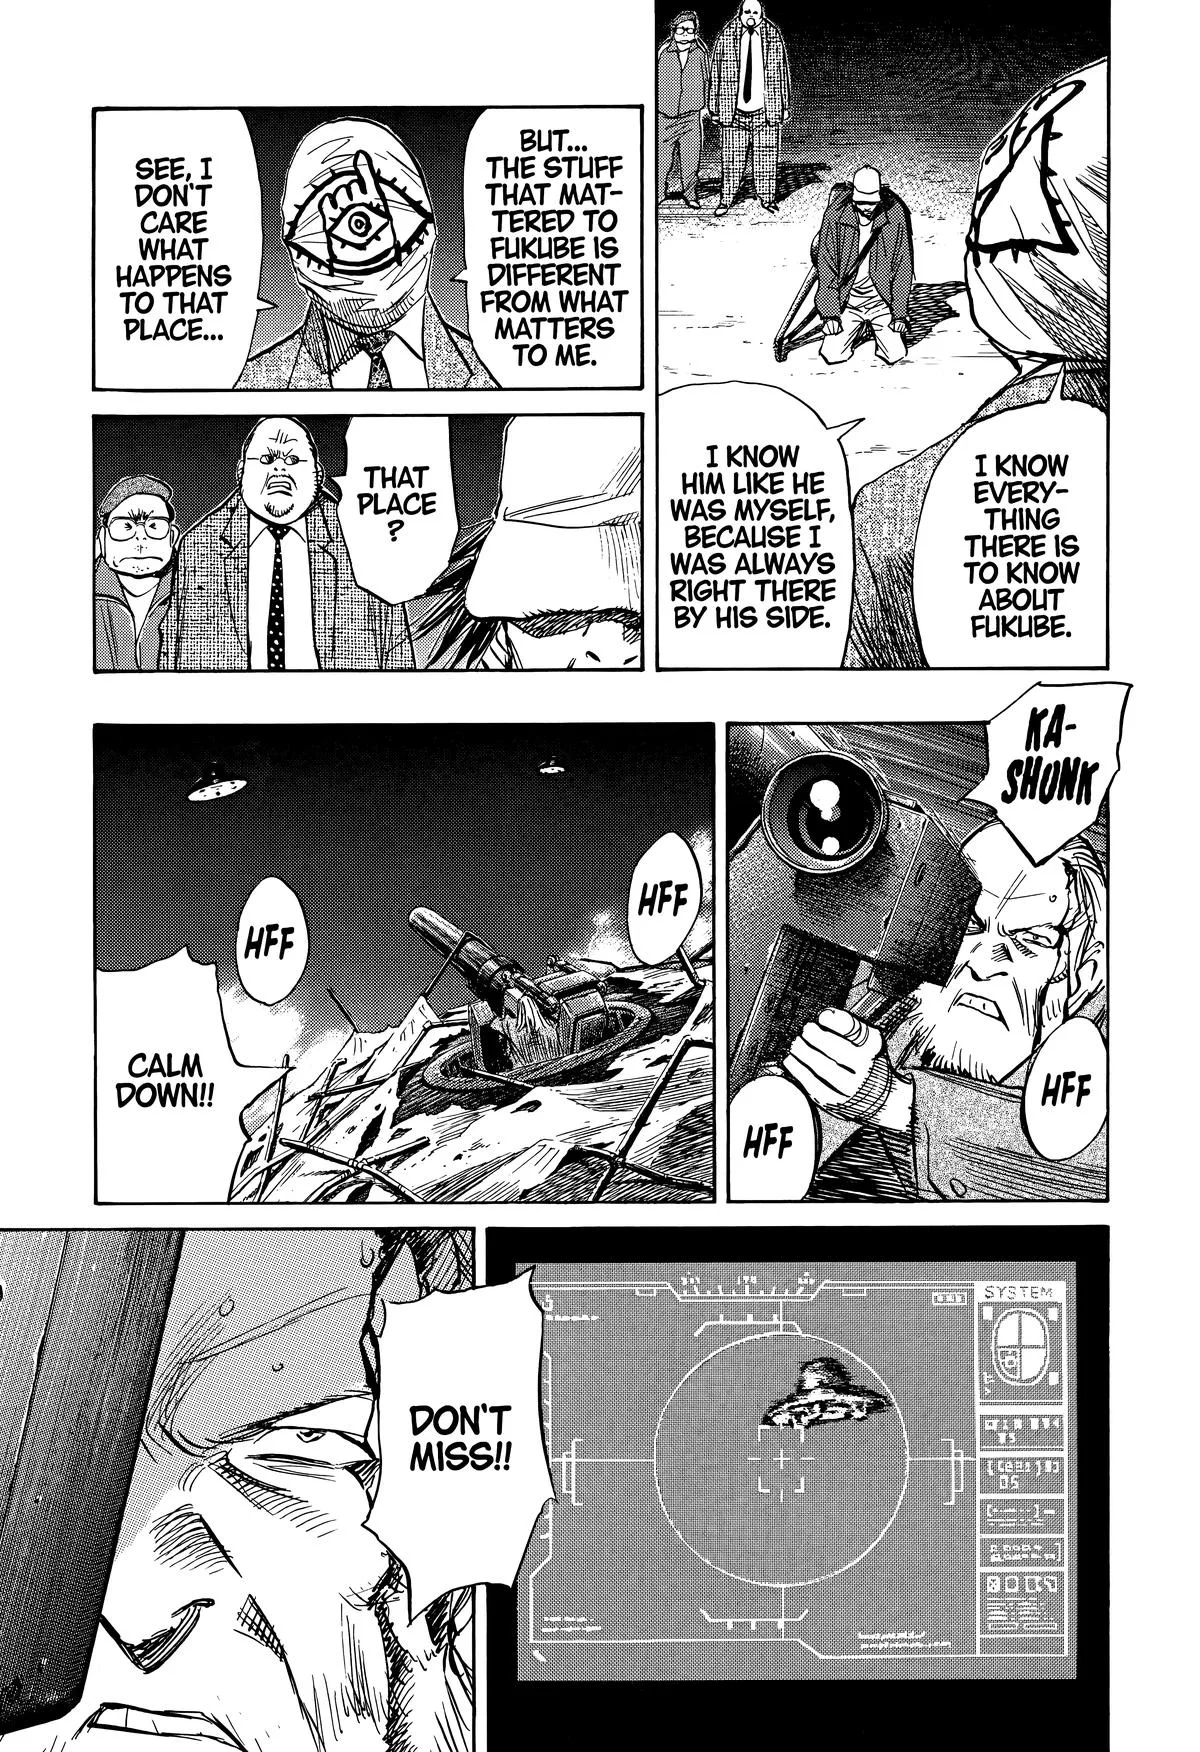 I KNOW
EVERY-
THING
THERE IS
TO KNOW
ABOUT
FUKUBE.
I KNOW
HIM LIKE HE
WAS MYSELF,
BECAUSE I
WAS ALWAYS
RIGHT THERE
BY HIS SIDE.
BUT...
THE STUFF
THAT MAT-
TERED TO
FUKUBE IS
DIFFERENT
FROM WHAT
MATTERS
TO ME.
SEE, I
DON'T
CARE
WHAT
HAPPENS
TO THAT
PLACE...
THAT
PLACE
?
KA-
SHUNK
HFF
HFF
HFF
HFF
CALM
DOWN!!
SYSTEM
DON'T
MISS!!